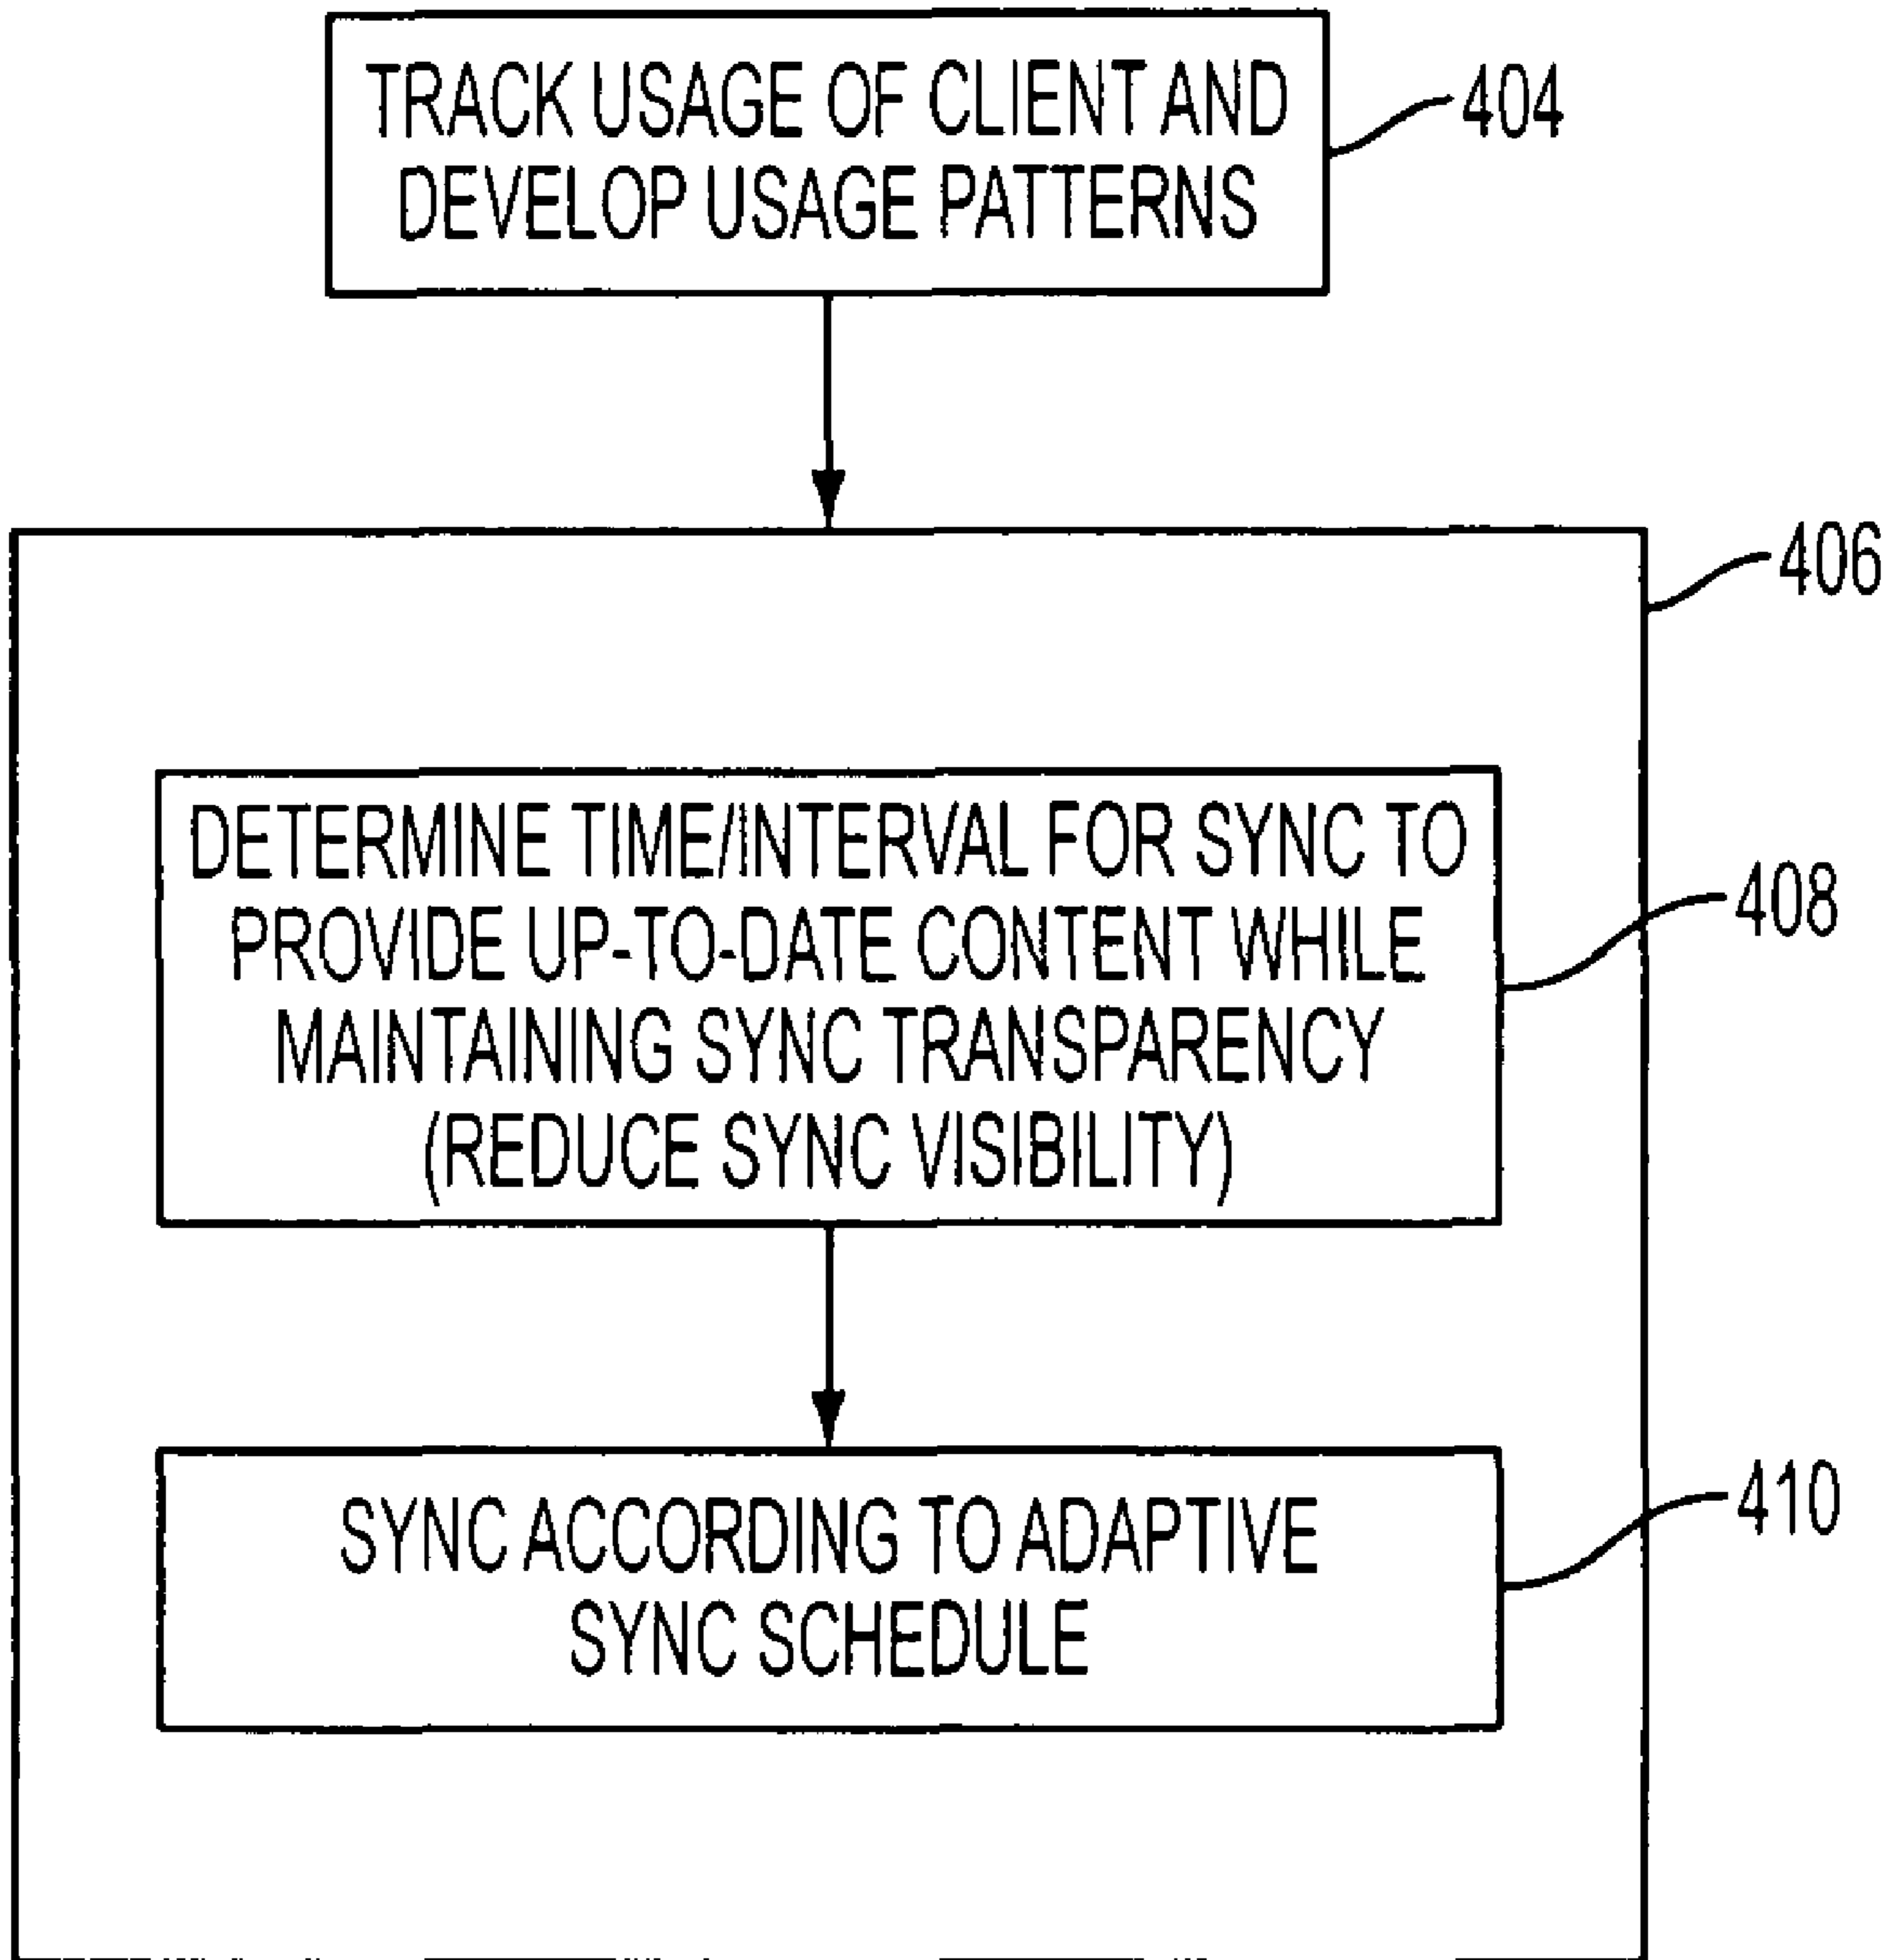 TRACK USAGE OF CLIENT AND
DEVELOP USAGE PATTERNS
404
406
DETERMINE TIME/INTERVAL FOR SYNC TO
PROVIDE UP-TO-DATE CONTENT WHILE
MAINTAINING SYNC TRANSPARENCY
(REDUCE SYNC VISIBILITY)
408
SYNC ACCORDING TO ADAPTIVE
SYNC SCHEDULE
410